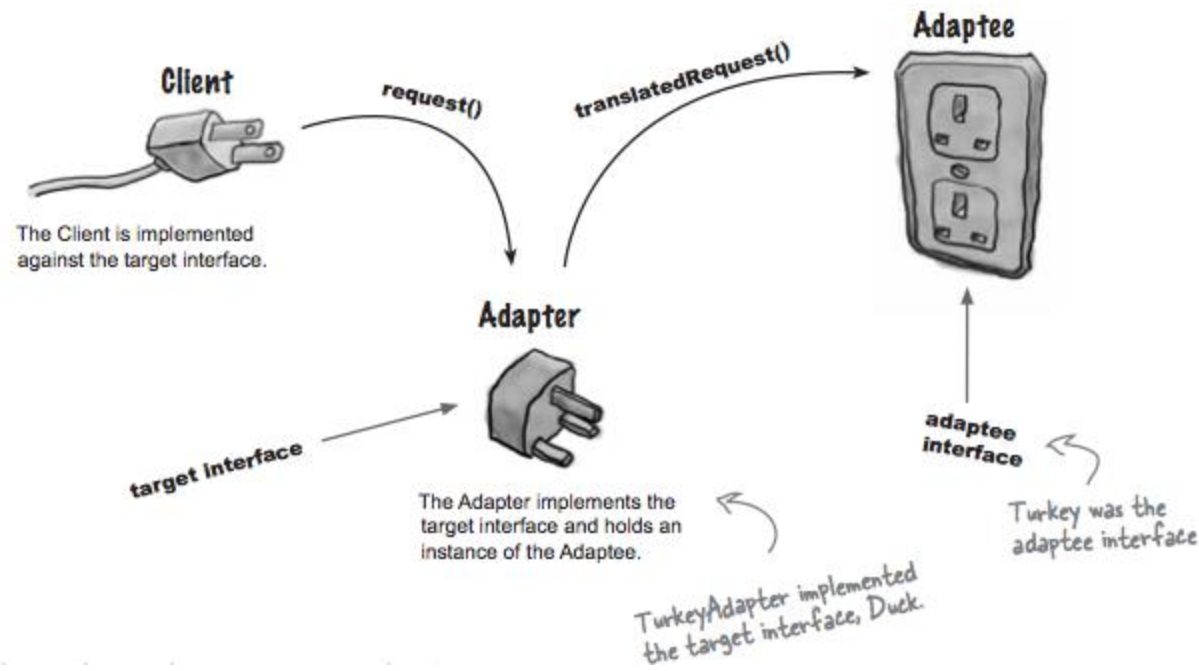 Client
request()
translatedRequest()
Adaptee
The Client is implemented
against the target interface.
Adapter
target interface
The Adapter implements the
target interface and holds an
instance of the Adaptee.
adaptee
interface
Turkey was the
adaptee interface
TurkeyAdapter implemented
the target interface, Duck.